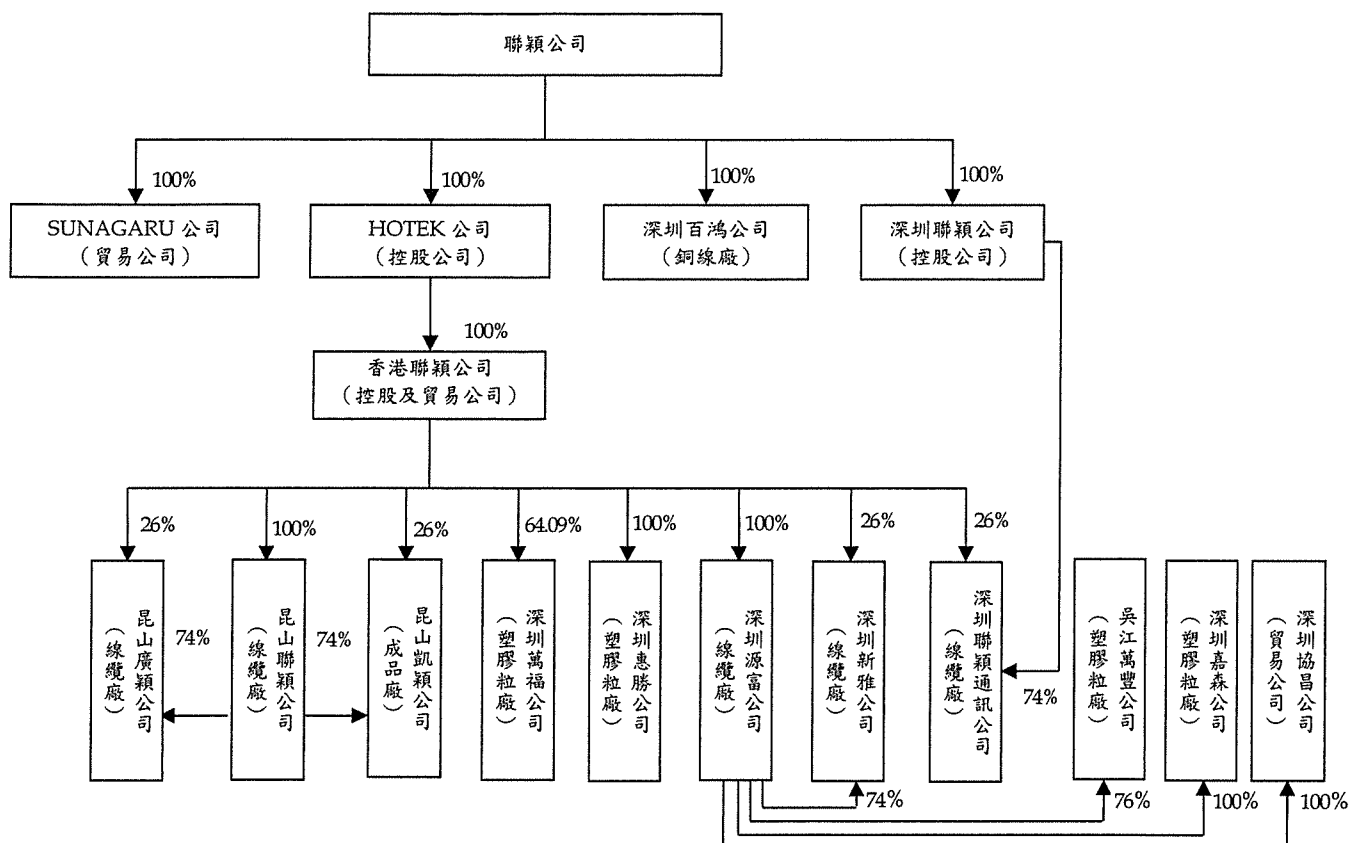 聯穎公司
100%
100%
100%
100%
SUNAGARU 公司
（貿易公司）
HOTEK 公司
（控股公司）
深圳百鴻公司
（銅線廠）
深圳聯穎公司
（控股公司）
100%
香港聯穎公司
（控股及貿易公司）
26%
100%
26%
64.09%
100%
100%
26%
26%
昆山廣穎公司
（線纜廠）
74%
昆山聯穎公司
（線纜廠）
74%
昆山凱穎公司
（成品廠）
深圳萬福公司
（塑膠粒廠）
深圳惠勝公司
（塑膠粒廠）
深圳源富公司
（線纜廠）
深圳新雅公司
（線纜廠）
深圳聯穎通訊公司
（線纜廠）
74%
吳江萬豐公司
（塑膠粒廠）
深圳嘉森公司
（塑膠粒廠）
深圳協昌公司
（貿易公司）
74%
76%
100%
100%